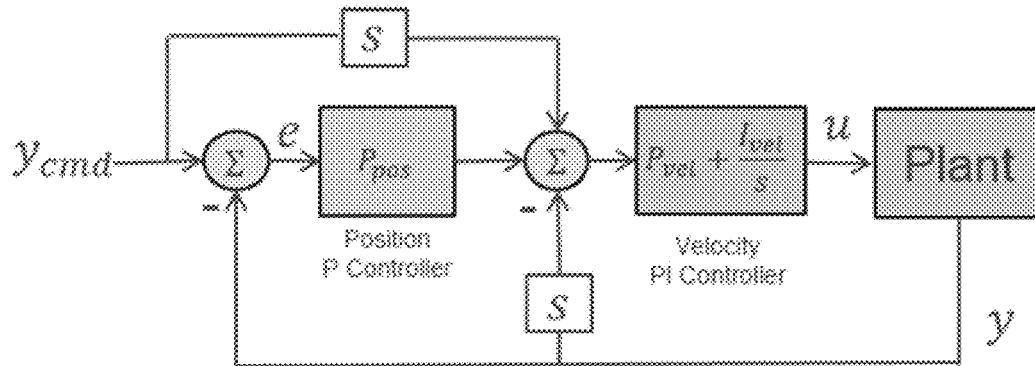 s
y_cmd
Σ
e
P_pos
Σ
P_vel + I_vel/s
u
Plant
-
-
Position
P Controller
Velocity
PI Controller
s
y